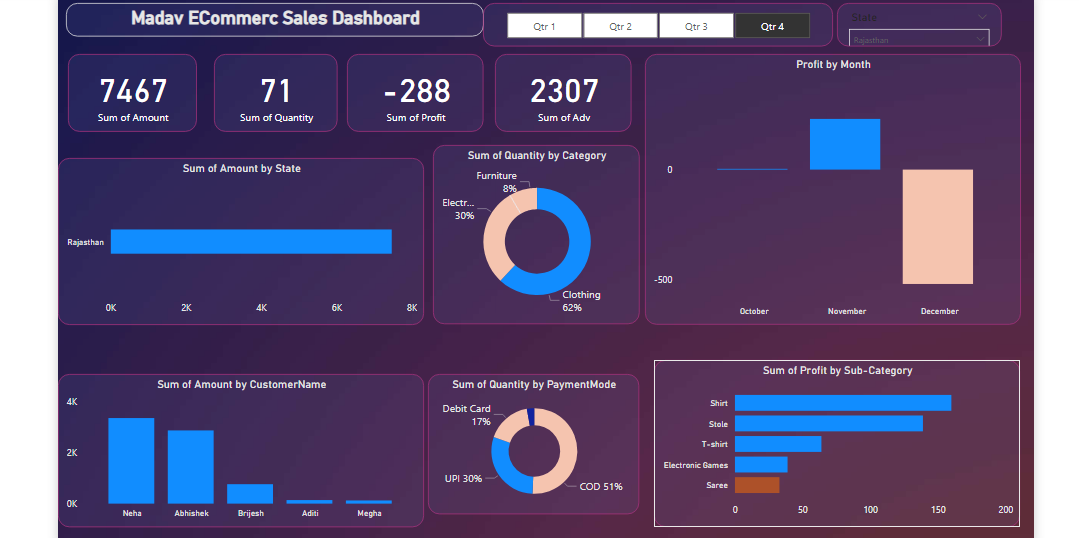 Madav ECommerc Sales Dashboard
Qtr 1
Qtr 2
Qtr 3
Qtr 4
State
Rajasthan
7467
Sum of Amount
71
Sum of Quantity
-288
Sum of Profit
2307
Sum of Adv
Profit by Month
0
-500
October
November
December
Sum of Amount by State
Rajasthan
0K
2K
4K
6K
8K
Sum of Quantity by Category
Furniture
8%
Electr...
30%
Clothing
62%
Sum of Amount by CustomerName
4K
2K
0K
Neha
Abhishek
Brijesh
Aditi
Megha
Sum of Quantity by PaymentMode
Debit Card
17%
UPI 30%
COD 51%
Sum of Profit by Sub-Category
Shirt
Stole
T-shirt
Electronic Games
Saree
0
50
100
150
200